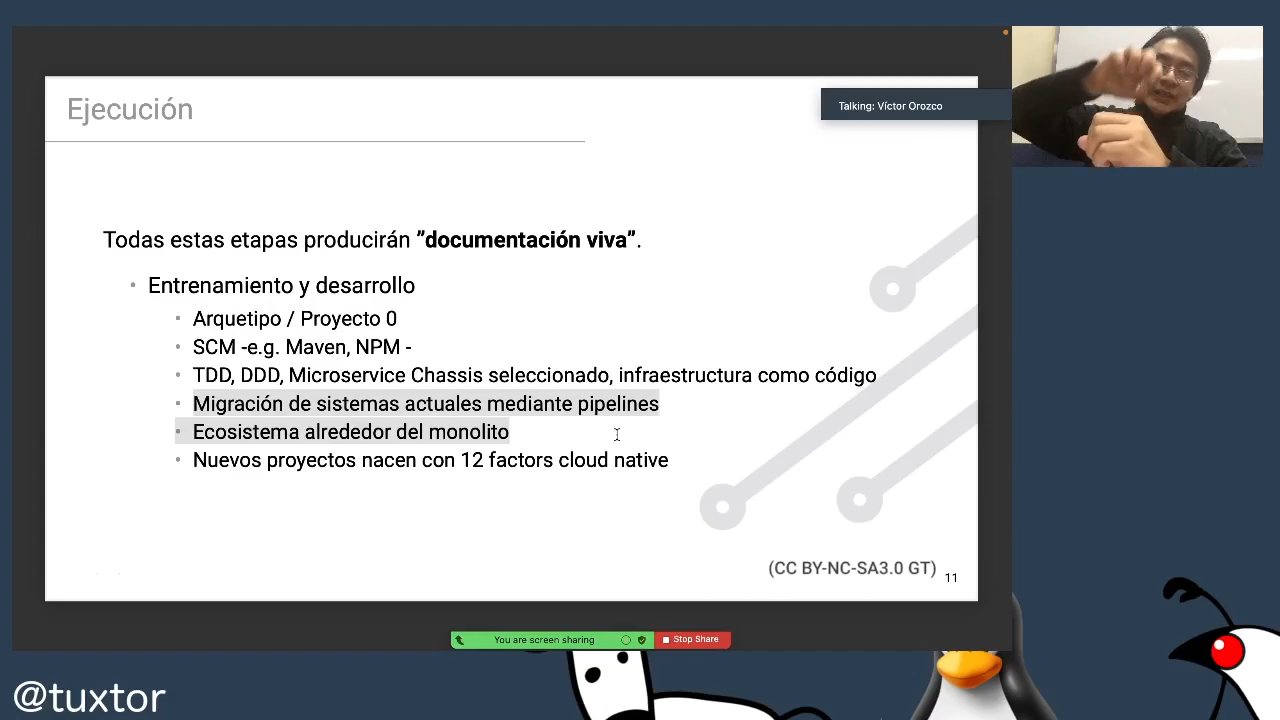 Ejecución
Talking: Víctor Orozco
Todas estas etapas producirán ”documentación viva”.
• Entrenamiento y desarrollo
• Arquetipo / Proyecto 0
• SCM -e.g. Maven, NPM -
• TDD, DDD, Microservice Chassis seleccionado, infraestructura como código
• Migración de sistemas actuales mediante pipelines
• Ecosistema alrededor del monolito
• Nuevos proyectos nacen con 12 factors cloud native
(CC BY-NC-SA3.0 GT)
11
You are screen sharing
Stop Share
@tuxtor